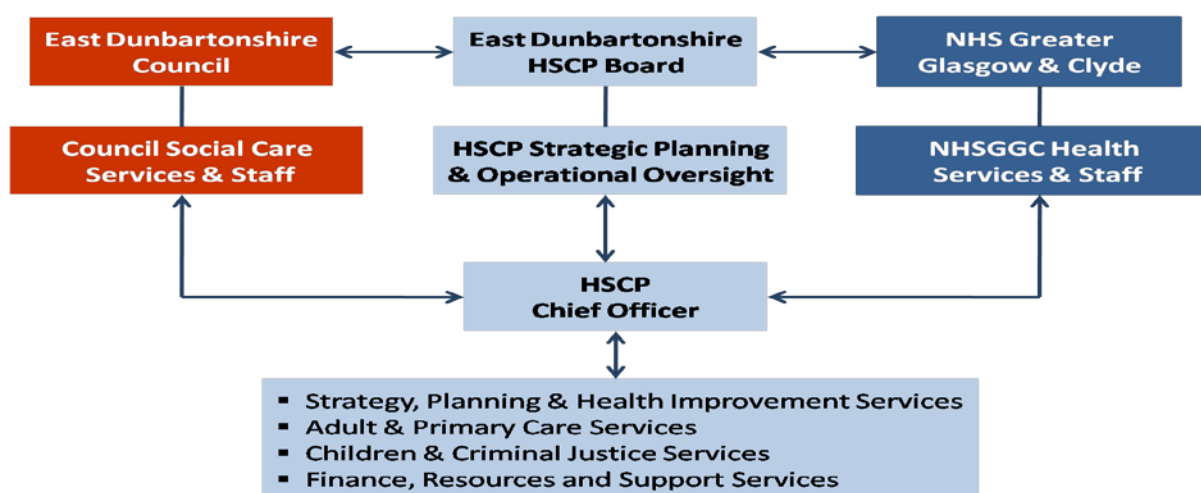 East Dunbartonshire
Council
East Dunbartonshire
HSCP Board
NHS Greater
Glasgow & Clyde
Council Social Care
Services & Staff
HSCP Strategic Planning
& Operational Oversight
NHSGGC Health
Services & Staff
HSCP
Chief Officer
▪ Strategy, Planning & Health Improvement Services
▪ Adult & Primary Care Services
▪ Children & Criminal Justice Services
▪ Finance, Resources and Support Services